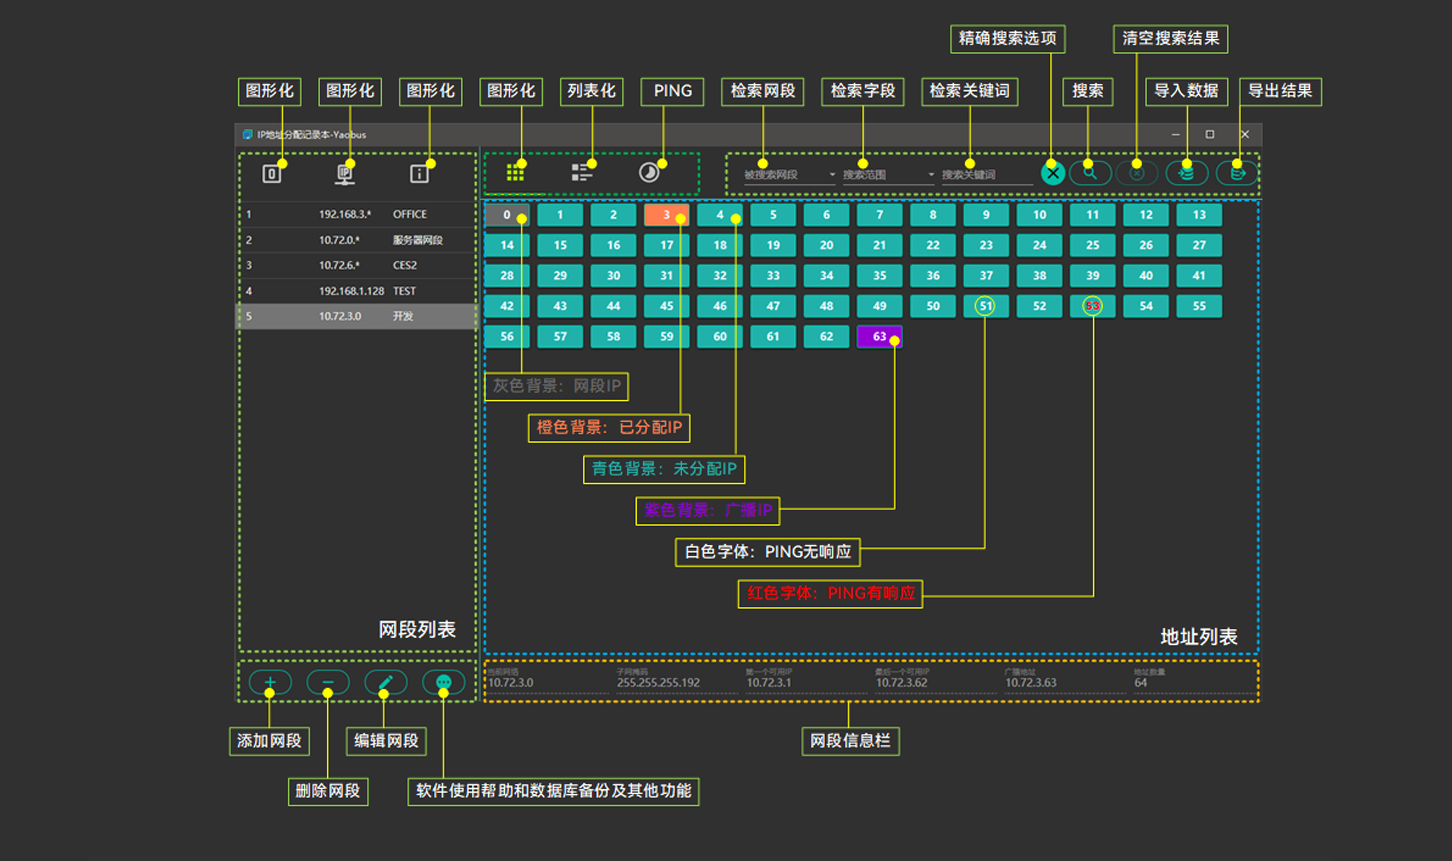 精确搜索选项
清空搜索结果
图形化
图形化
图形化
图形化
列表化
PING
检索网段
检索字段
检索关键词
搜索
导入数据
导出结果
IP地址分配记录本-Yaobus
0
IP
被搜索网段
搜索范围
搜索关键词
1 192.168.3.* OFFICE
2 10.72.0.* 服务器网段
3 10.72.6.* CES2
4 192.168.1.128 TEST
5 10.72.3.0 开发
0 1 2 3 4 5 6 7 8 9 10 11 12 13
14 15 16 17 18 19 20 21 22 23 24 25 26 27
28 29 30 31 32 33 34 35 36 37 38 39 40 41
42 43 44 45 46 47 48 49 50 51 52 53 54 55
56 57 58 59 60 61 62 63
灰色背景：网段IP
橙色背景：已分配IP
青色背景：未分配IP
紫色背景：广播IP
白色字体：PING无响应
红色字体：PING有响应
网段列表
地址列表
当前网络
10.72.3.0
子网掩码
255.255.255.192
第一个可用IP
10.72.3.1
最后一个可用IP
10.72.3.62
广播地址
10.72.3.63
地址数量
64
添加网段
编辑网段
网段信息栏
删除网段
软件使用帮助和数据库备份及其他功能